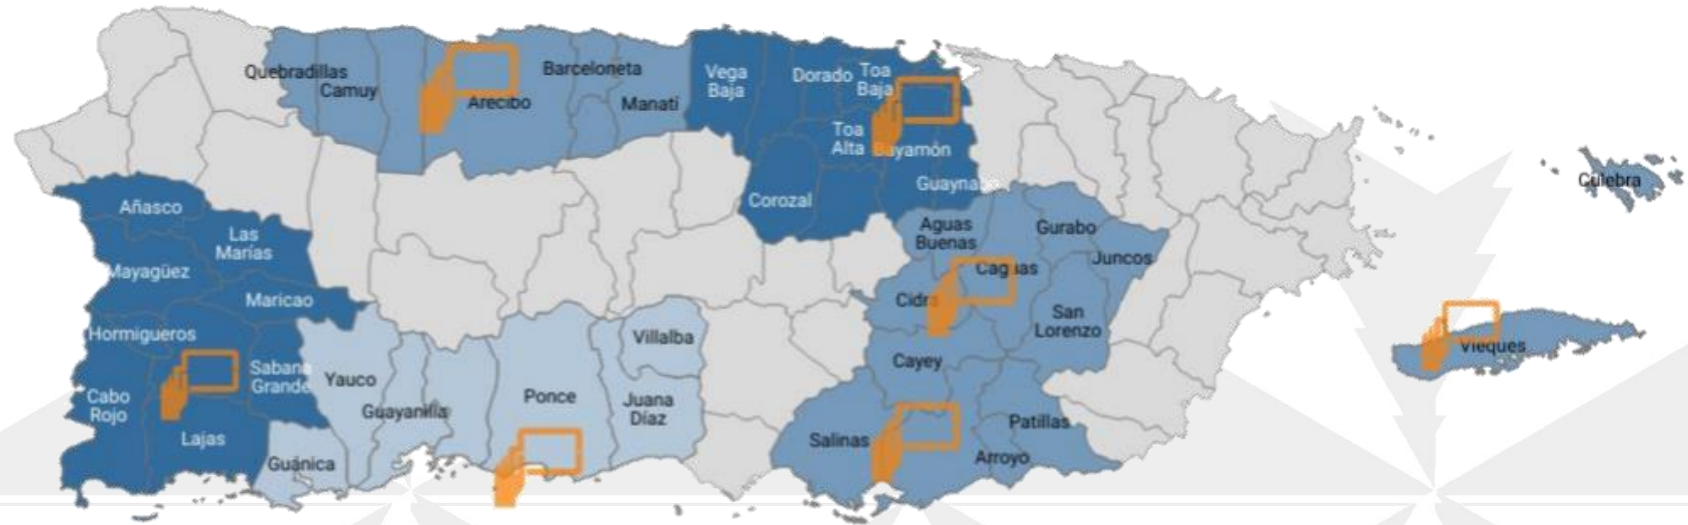 Quebradillas
Camuy
Arecibo
Barceloneta
Manatí
Vega
Baja
Dorado
Toa
Baja
Toa
Alta
Bayamón
Guaynabo
Corozal
Culebra
Añasco
Las
Marías
Mayagüez
Maricao
Hormigueros
Sabana
Grande
Cabo
Rojo
Lajas
Yauco
Guayanilla
Guánica
Ponce
Villalba
Juana
Díaz
Aguas
Buenas
Gurabo
Juncos
Caguas
Cidra
San
Lorenzo
Cayey
Salinas
Patillas
Arroyo
Vieques